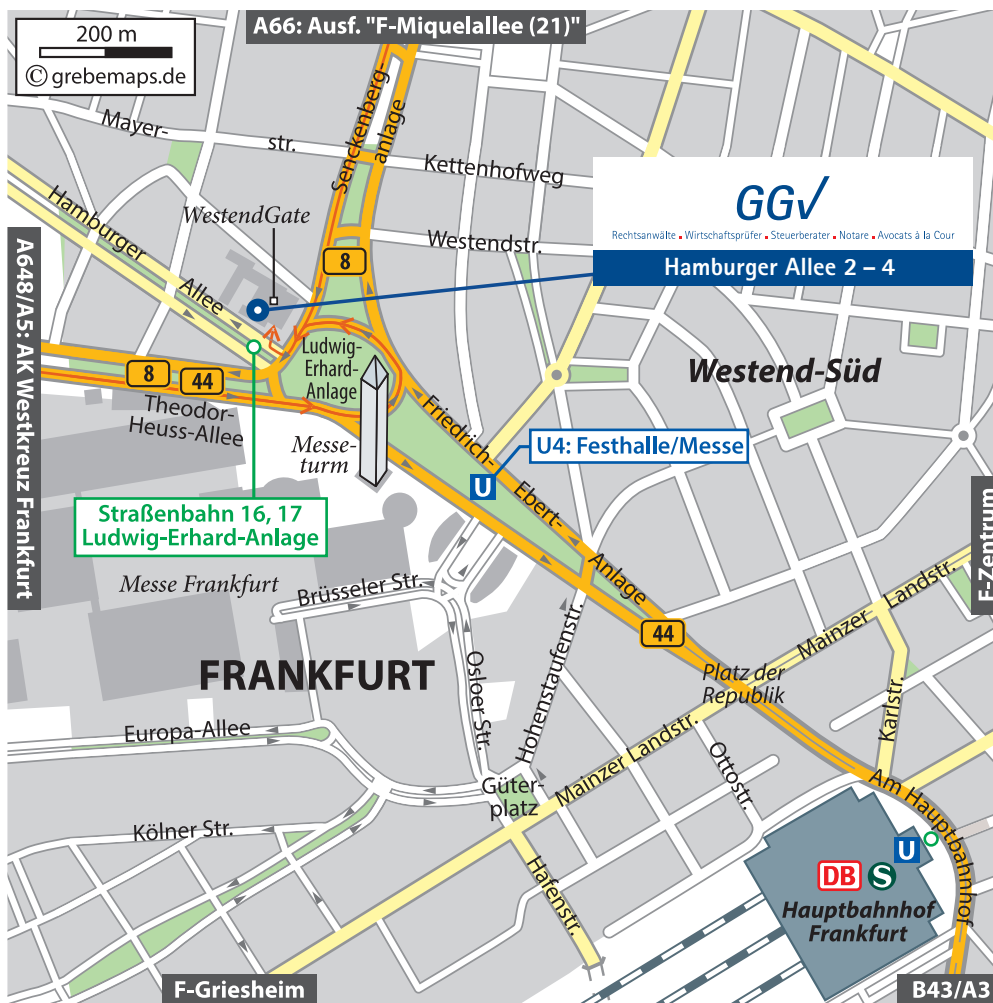 200 m
© grebemaps.de
A66: Ausf. "F-Miquelallee (21)"
Mayer-
str.
Senckenberg-
anlage
Kettenhofweg
Hamburger
Allee
WestendGate
Westendstr.
8
GGV
Rechtsanwälte ▪ Wirtschaftsprüfer ▪ Steuerberater ▪ Notare ▪ Avocats à la Cour
Hamburger Allee 2 – 4
A648/A5: AK Westkreuz Frankfurt
Ludwig-
Erhard-
Anlage
8
44
Theodor-
Heuss-Allee
Westend-Süd
Messe-
turm
Friedrich-
Ebert-
Anlage
U4: Festhalle/Messe
U
Straßenbahn 16, 17
Ludwig-Erhard-Anlage
F-Zentrum
Messe Frankfurt
Brüsseler Str.
FRANKFURT
Osloer Str.
Hohenstaufenstr.
44
Mainzer Landstr.
Platz der
Republik
Karlstr.
Europa-Allee
Mainzer Landstr.
Ottostr.
Güter-
platz
Kölner Str.
Hafenstr.
Am Hauptbahnhof
U
DB
S
Hauptbahnhof
Frankfurt
F-Griesheim
B43/A3